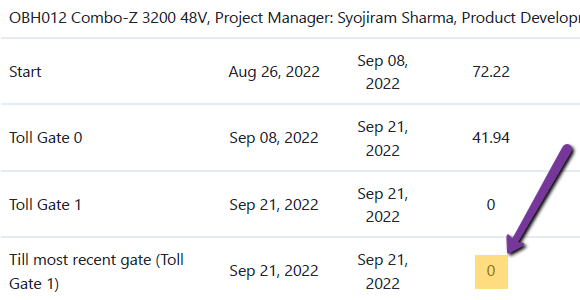 OBH012 Combo-Z 3200 48V, Project Manager: Syojiram Sharma, Product Develop
Start Aug 26, 2022 Sep 08, 2022 72.22
Toll Gate 0 Sep 08, 2022 Sep 21, 2022 41.94
Toll Gate 1 Sep 21, 2022 Sep 21, 2022 0
Till most recent gate (Toll Gate 1) Sep 21, 2022 Sep 21, 2022 0